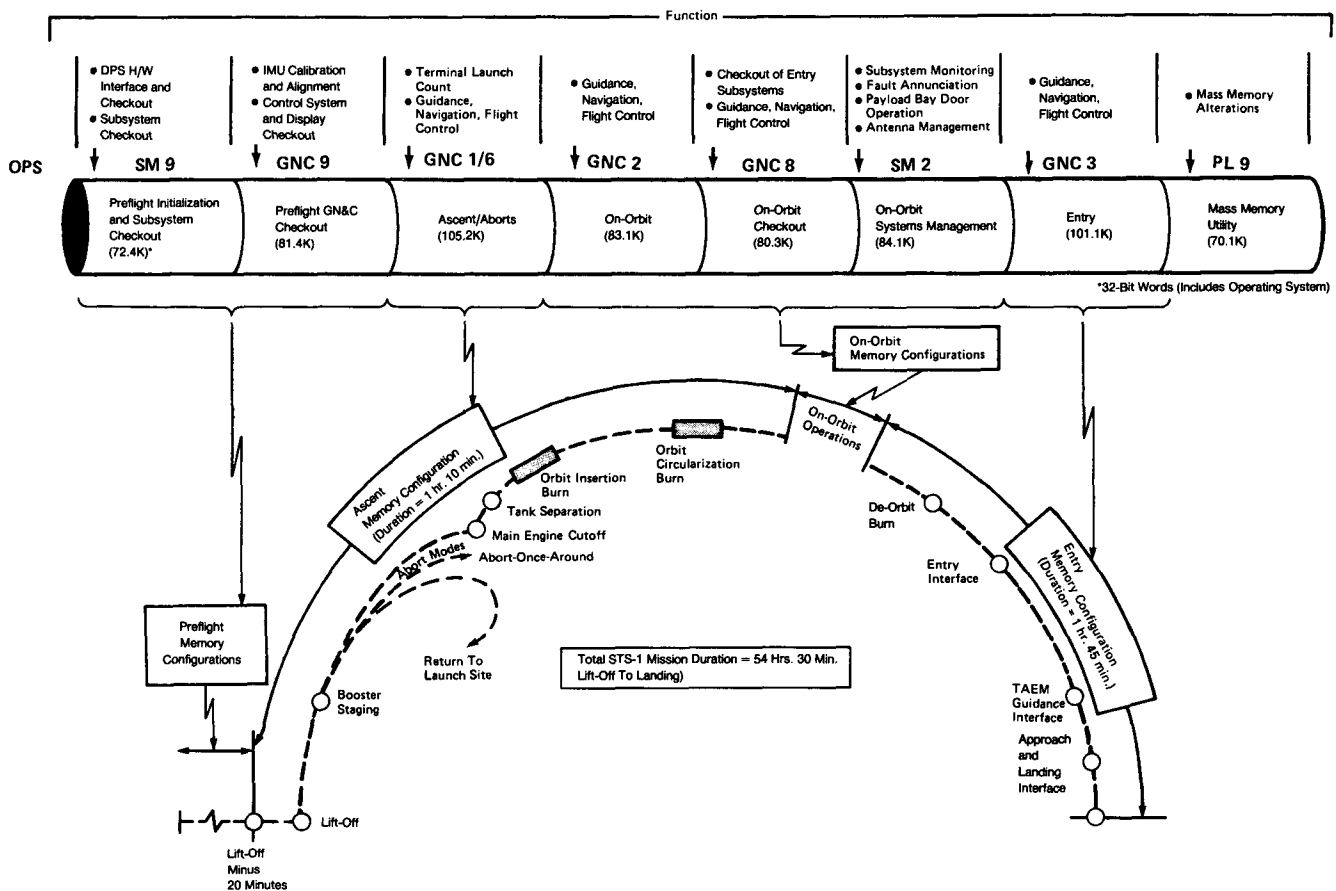 Function
• DPS H/W
Interface and
Checkout
• Subsystem
Checkout
• IMU Calibration
and Alignment
• Control System
and Display
Checkout
• Terminal Launch
Count
• Guidance,
Navigation, Flight
Control
• Guidance,
Navigation,
Flight Control
• Checkout of Entry
Subsystems
• Guidance, Navigation,
Flight Control
• Subsystem Monitoring
• Fault Annunciation
• Payload Bay Door
Operation
• Antenna Management
• Guidance,
Navigation,
Flight Control
• Mass Memory
Alterations
OPS
SM 9
GNC 9
GNC 1/6
GNC 2
GNC 8
SM 2
GNC 3
PL 9
Preflight Initialization
and Subsystem
Checkout
(72.4K)*
Preflight GN&C
Checkout
(81.4K)
Ascent/Aborts
(105.2K)
On-Orbit
(83.1K)
On-Orbit
Checkout
(80.3K)
On-Orbit
Systems Management
(84.1K)
Entry
(101.1K)
Mass Memory
Utility
(70.1K)
*32-Bit Words (Includes Operating System)
On-Orbit
Memory Configurations
On-Orbit
Operations
Ascent
Memory Configuration
(Duration = 1 hr. 10 min.)
Orbit Insertion
Burn
Orbit
Circularization
Burn
Tank Separation
Main Engine Cutoff
Abort Modes
Abort-Once-Around
Return To
Launch Site
De-Orbit
Burn
Entry
Interface
Entry
Memory Configuration
(Duration = 1 hr. 45 min.)
Preflight
Memory
Configurations
Total STS-1 Mission Duration = 54 Hrs. 30 Min.
Lift-Off To Landing)
Booster
Staging
TAEM
Guidance
Interface
Approach
and
Landing
Interface
Lift-Off
Lift-Off
Minus
20 Minutes